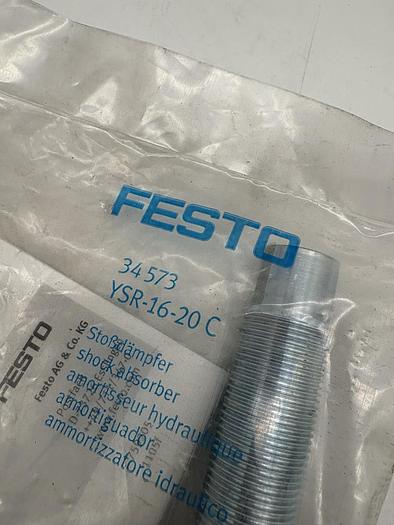 FESTO
34 573
YSR-16-20 C
Stoßdämpfer
shock absorber
amortisseur hydraulique
amortiguador
ammortizzatore idraulico
FESTO
Festo AG & Co. KG